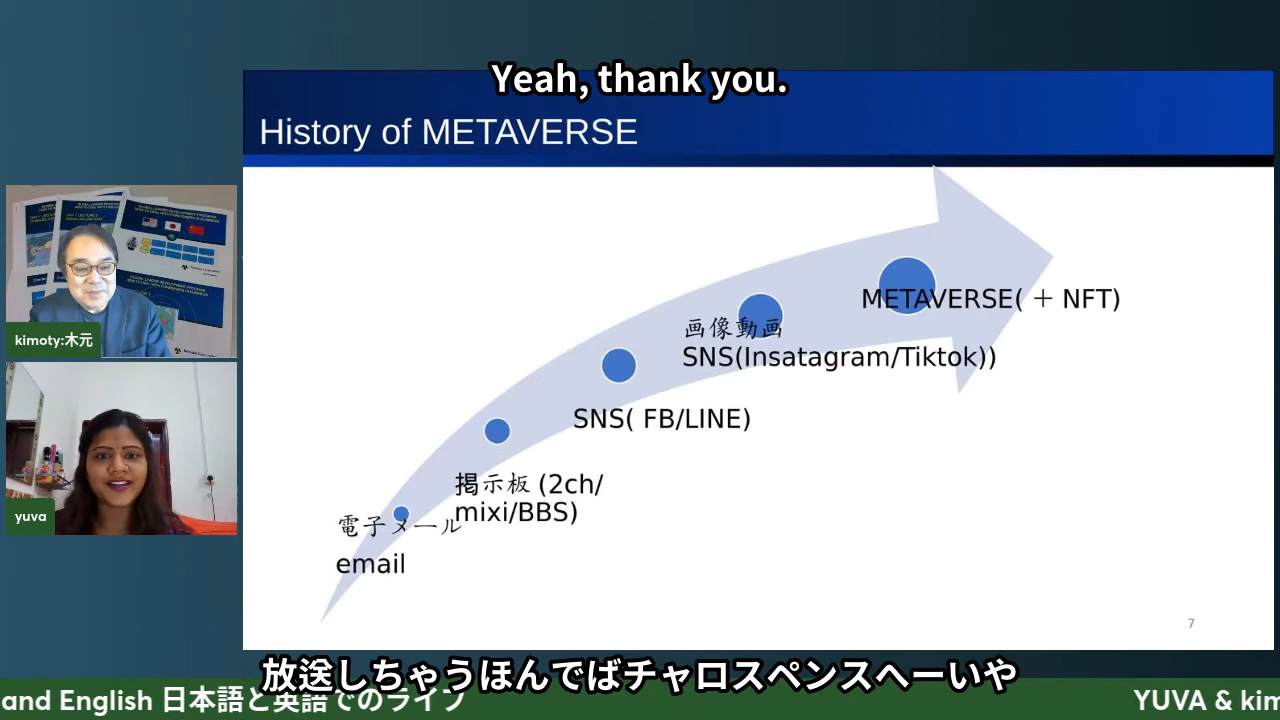 Yeah, thank you.
History of METAVERSE
METAVERSE( ＋ NFT)
画像動画
SNS(Insatagram/Tiktok))
SNS( FB/LINE)
掲示板 (2ch/
mixi/BBS)
電子メール
email
7
kimoty:木元
yuva
放送しちゃうほんでばチャロスペンスへーいや
and English 日本語と英語でのライブ
YUVA & kim